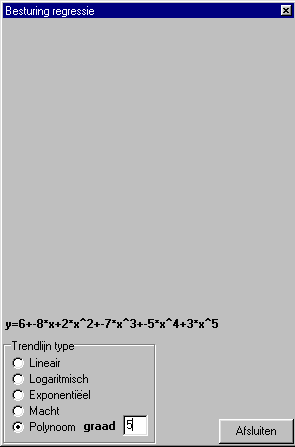 Besturing regressie
y=6+-8*x+2*x^2+-7*x^3+-5*x^4+3*x^5
Trendlijn type
Lineair
Logaritmisch
Exponentiëel
Macht
Polynoom graad 5
Afsluiten